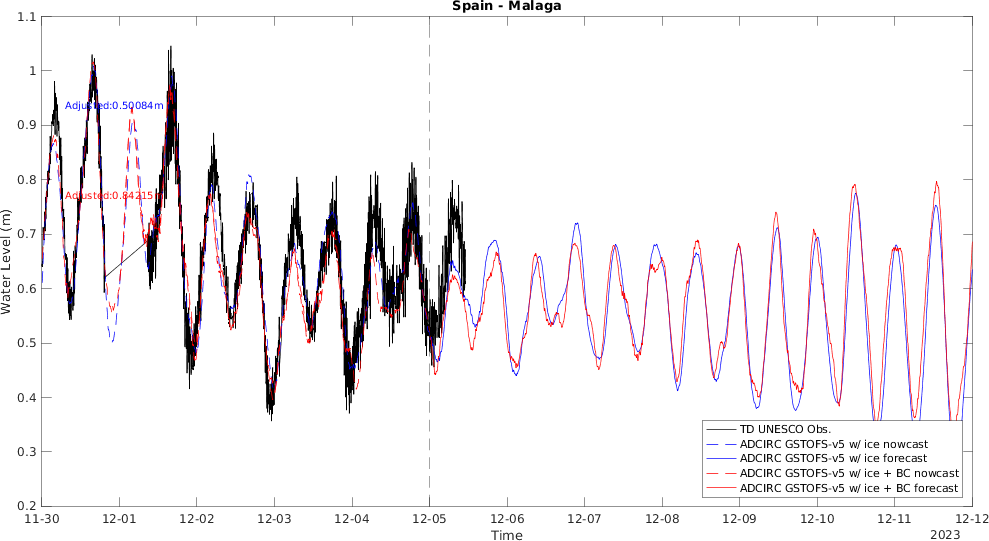 Spain - Malaga
1.1
1
0.9
0.8
0.7
0.6
0.5
0.4
0.3
0.2
Water Level (m)
Adjusted:0.50084m
Adjusted:0.84215
TD UNESCO Obs.
ADCIRC GSTOFS-v5 w/ ice nowcast
ADCIRC GSTOFS-v5 w/ ice forecast
ADCIRC GSTOFS-v5 w/ ice + BC nowcast
ADCIRC GSTOFS-v5 w/ ice + BC forecast
11-30 12-01 12-02 12-03 12-04 12-05 12-06 12-07 12-08 12-09 12-10 12-11 12-12
Time
2023